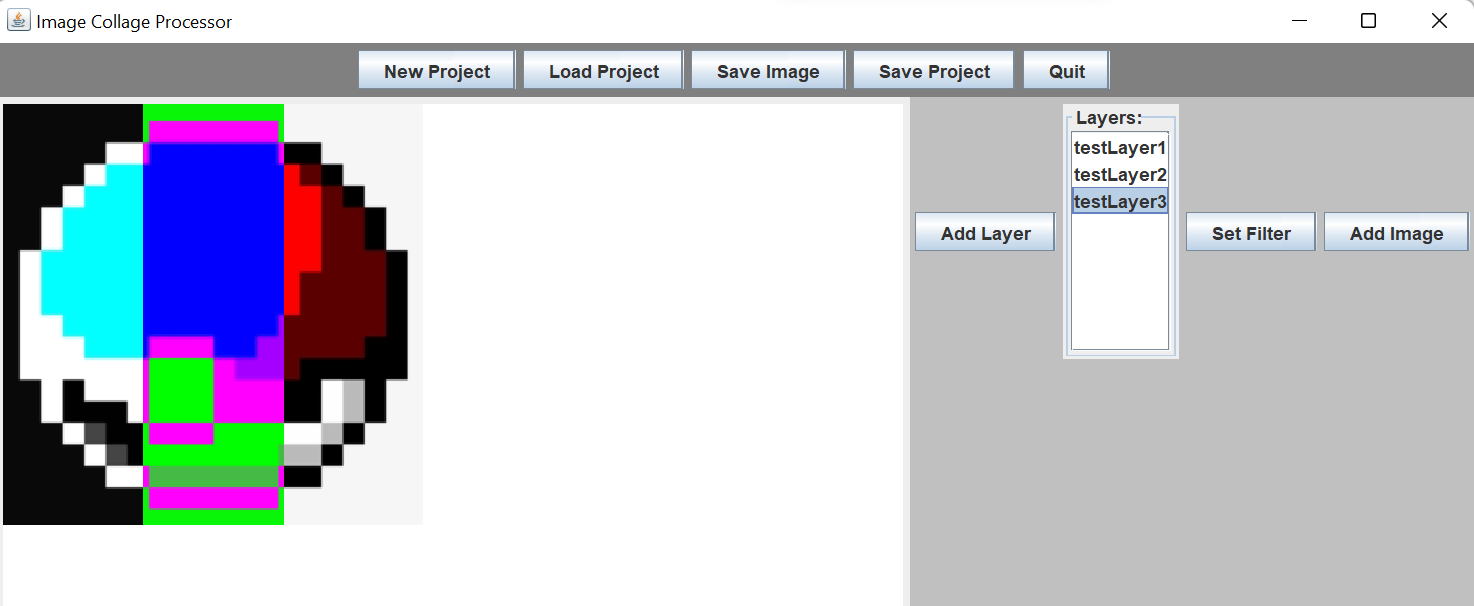 Image Collage Processor
New Project Load Project Save Image Save Project Quit
Layers:
testLayer1
testLayer2
testLayer3
Add Layer Set Filter Add Image